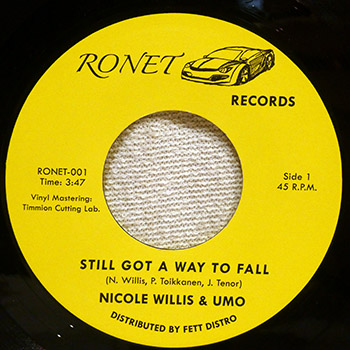 RONET
RECORDS
RONET-001
Time: 3:47
Vinyl Mastering:
Timmion Cutting Lab.
Side 1
45 R.P.M.
STILL GOT A WAY TO FALL
(N. Willis, P. Toikkanen, J. Tenor)
NICOLE WILLIS & UMO
DISTRIBUTED BY FETT DISTRO